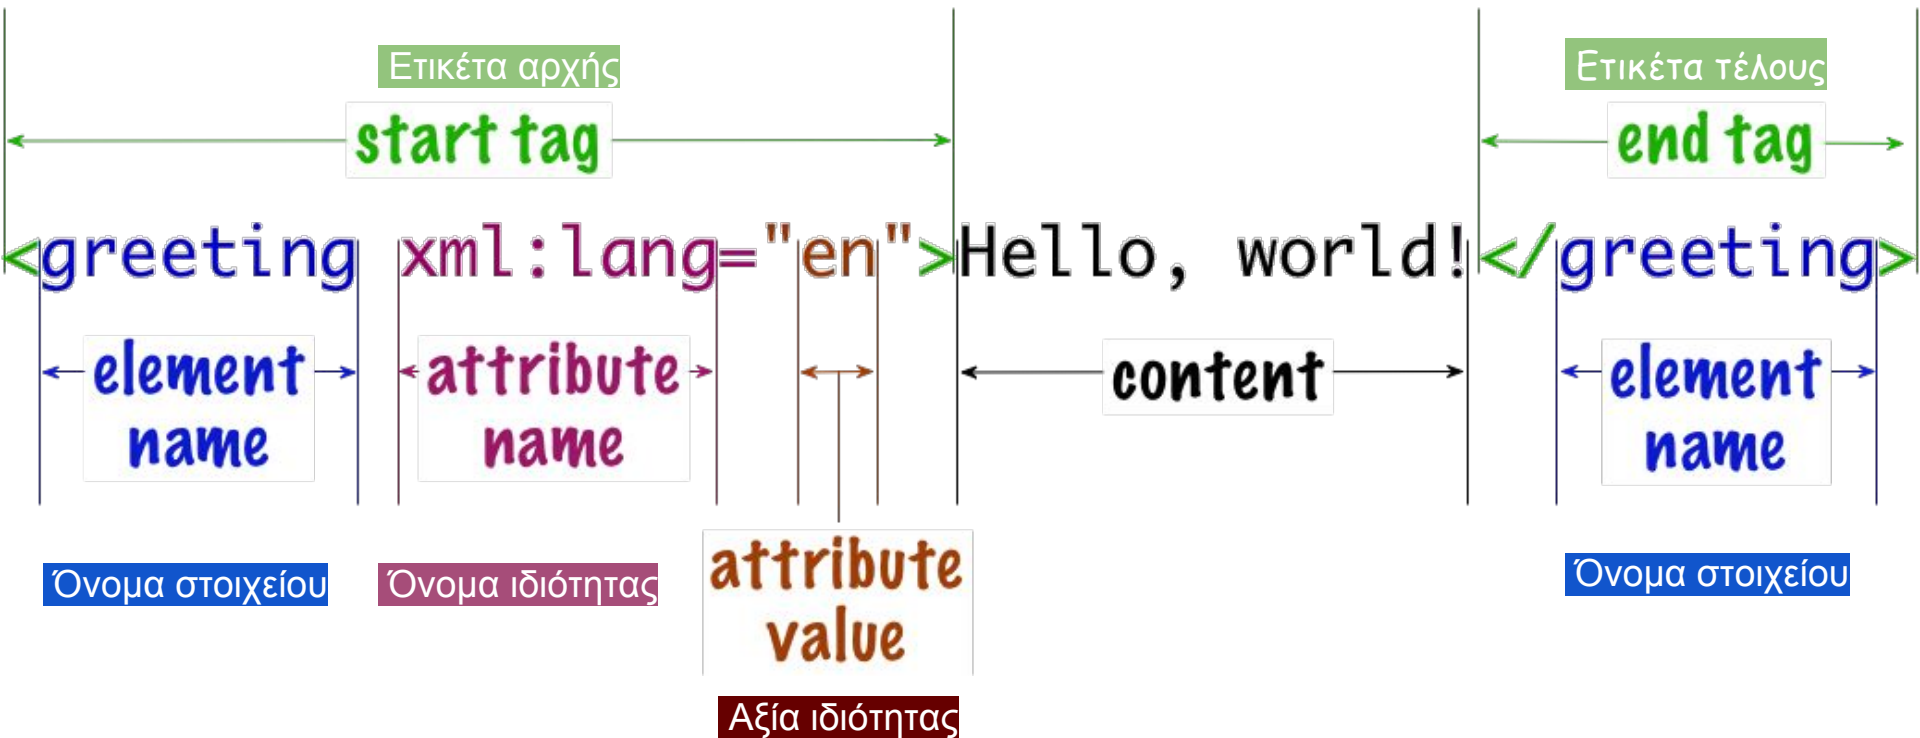 Ετικέτα αρχής
Ετικέτα τέλους
start tag
end tag
<greeting xml:lang="en">Hello, world!</greeting>
element
name
attribute
name
content
element
name
attribute
value
Όνομα στοιχείου
Όνομα ιδιότητας
Όνομα στοιχείου
Αξία ιδιότητας